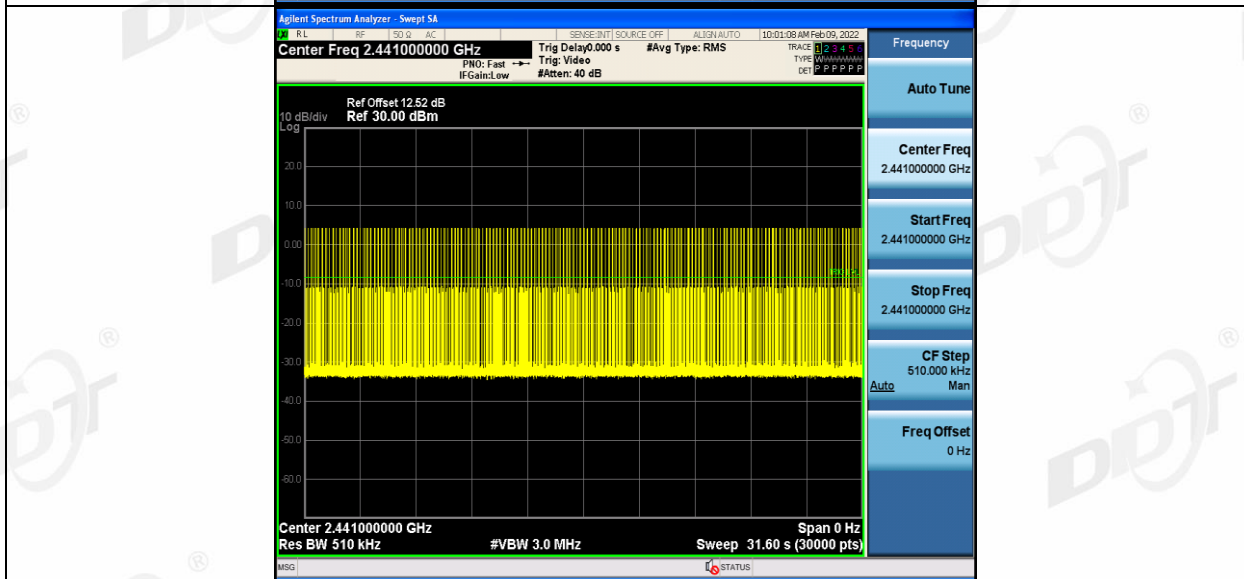 Agilent Spectrum Analyzer - Swept SA
RL RF 50 Ω AC SENSE:INT SOURCE OFF ALIGN AUTO 10:01:08 AM Feb 09, 2022
Center Freq 2.441000000 GHz
PNO: Fast
IFGain:Low
Trig Delay0.000 s
Trig: Video
#Atten: 40 dB
#Avg Type: RMS
TRACE 1 2 3 4 5 6
TYPE W
DET P P P P P P
Frequency
Auto Tune
Center Freq
2.441000000 GHz
Start Freq
2.441000000 GHz
Stop Freq
2.441000000 GHz
CF Step
510.000 kHz
Auto Man
Freq Offset
0 Hz
10 dB/div
Log
Ref Offset 12.52 dB
Ref 30.00 dBm
20.0
10.0
0.00
-10.0
-20.0
-30.0
-40.0
-50.0
-60.0
Center 2.441000000 GHz
Span 0 Hz
Res BW 510 kHz
#VBW 3.0 MHz
Sweep 31.60 s (30000 pts)
MSG
STATUS